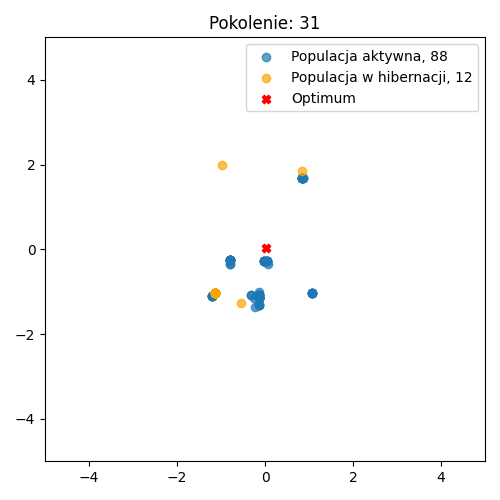 Pokolenie: 31
Populacja aktywna, 88
Populacja w hibernacji, 12
Optimum
4
2
0
−2
−4
−4
−2
0
2
4